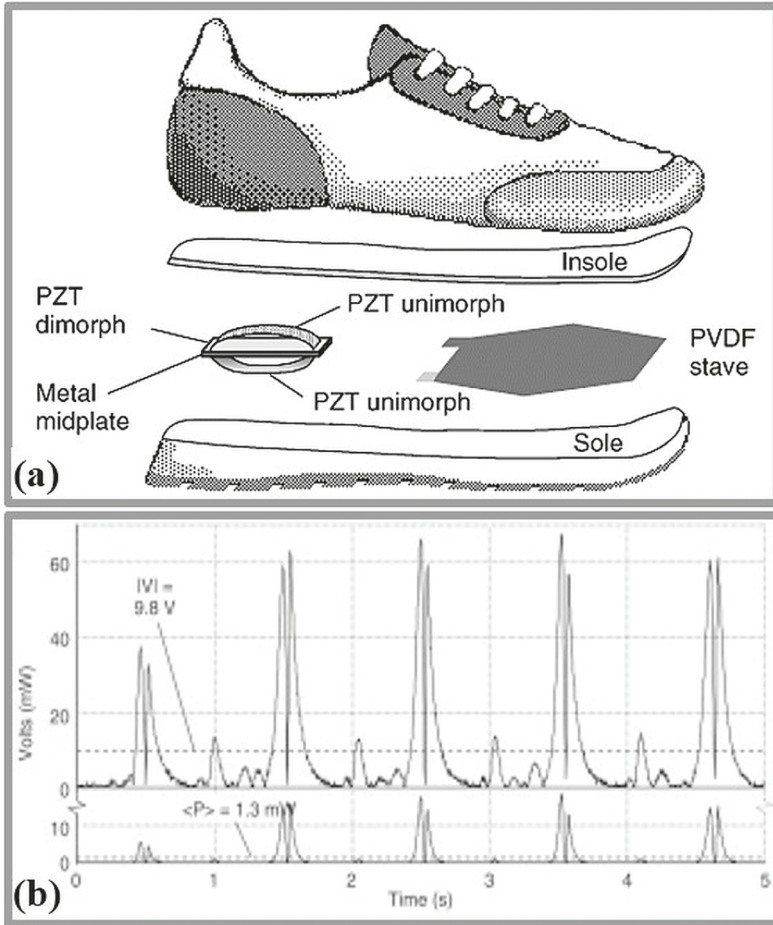 Insole
PZT
dimorph
PZT unimorph
PVDF
stave
Metal
midplate
PZT unimorph
Sole
(a)
60
|V| =
9.8 V
40
Volts (mW)
20
0
<P> = 1.3 mW
10
0
0 1 2 3 4 5
Time (s)
(b)